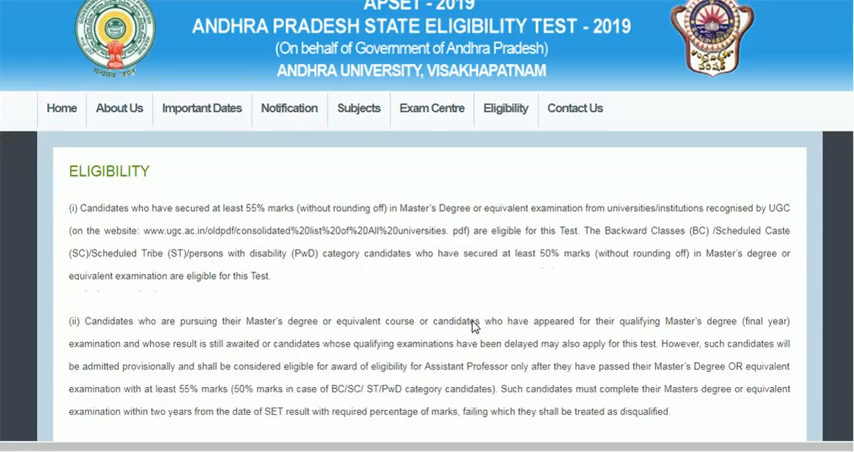 APSET - 2019
ANDHRA PRADESH STATE ELIGIBILITY TEST - 2019
(On behalf of Government of Andhra Pradesh)
ANDHRA UNIVERSITY, VISAKHAPATNAM
Home About Us Important Dates Notification Subjects Exam Centre Eligibility Contact Us
ELIGIBILITY
(i) Candidates who have secured at least 55% marks (without rounding off) in Master's Degree or equivalent examination from universities/institutions recognised by UGC
(on the website: www.ugc.ac.in/oldpdf/consolidated%20list%20of%20All%20universities. pdf) are eligible for this Test. The Backward Classes (BC) /Scheduled Caste
(SC)/Scheduled Tribe (ST)/persons with disability (PwD) category candidates who have secured at least 50% marks (without rounding off) in Master's degree or
equivalent examination are eligible for this Test.
(ii) Candidates who are pursuing their Master's degree or equivalent course or candidates who have appeared for their qualifying Master's degree (final year)
examination and whose result is still awaited or candidates whose qualifying examinations have been delayed may also apply for this test. However, such candidates will
be admitted provisionally and shall be considered eligible for award of eligibility for Assistant Professor only after they have passed their Master's Degree OR equivalent
examination with at least 55% marks (50% marks in case of BC/SC/ ST/PwD category candidates). Such candidates must complete their Masters degree or equivalent
examination within two years from the date of SET result with required percentage of marks, failing which they shall be treated as disqualified.